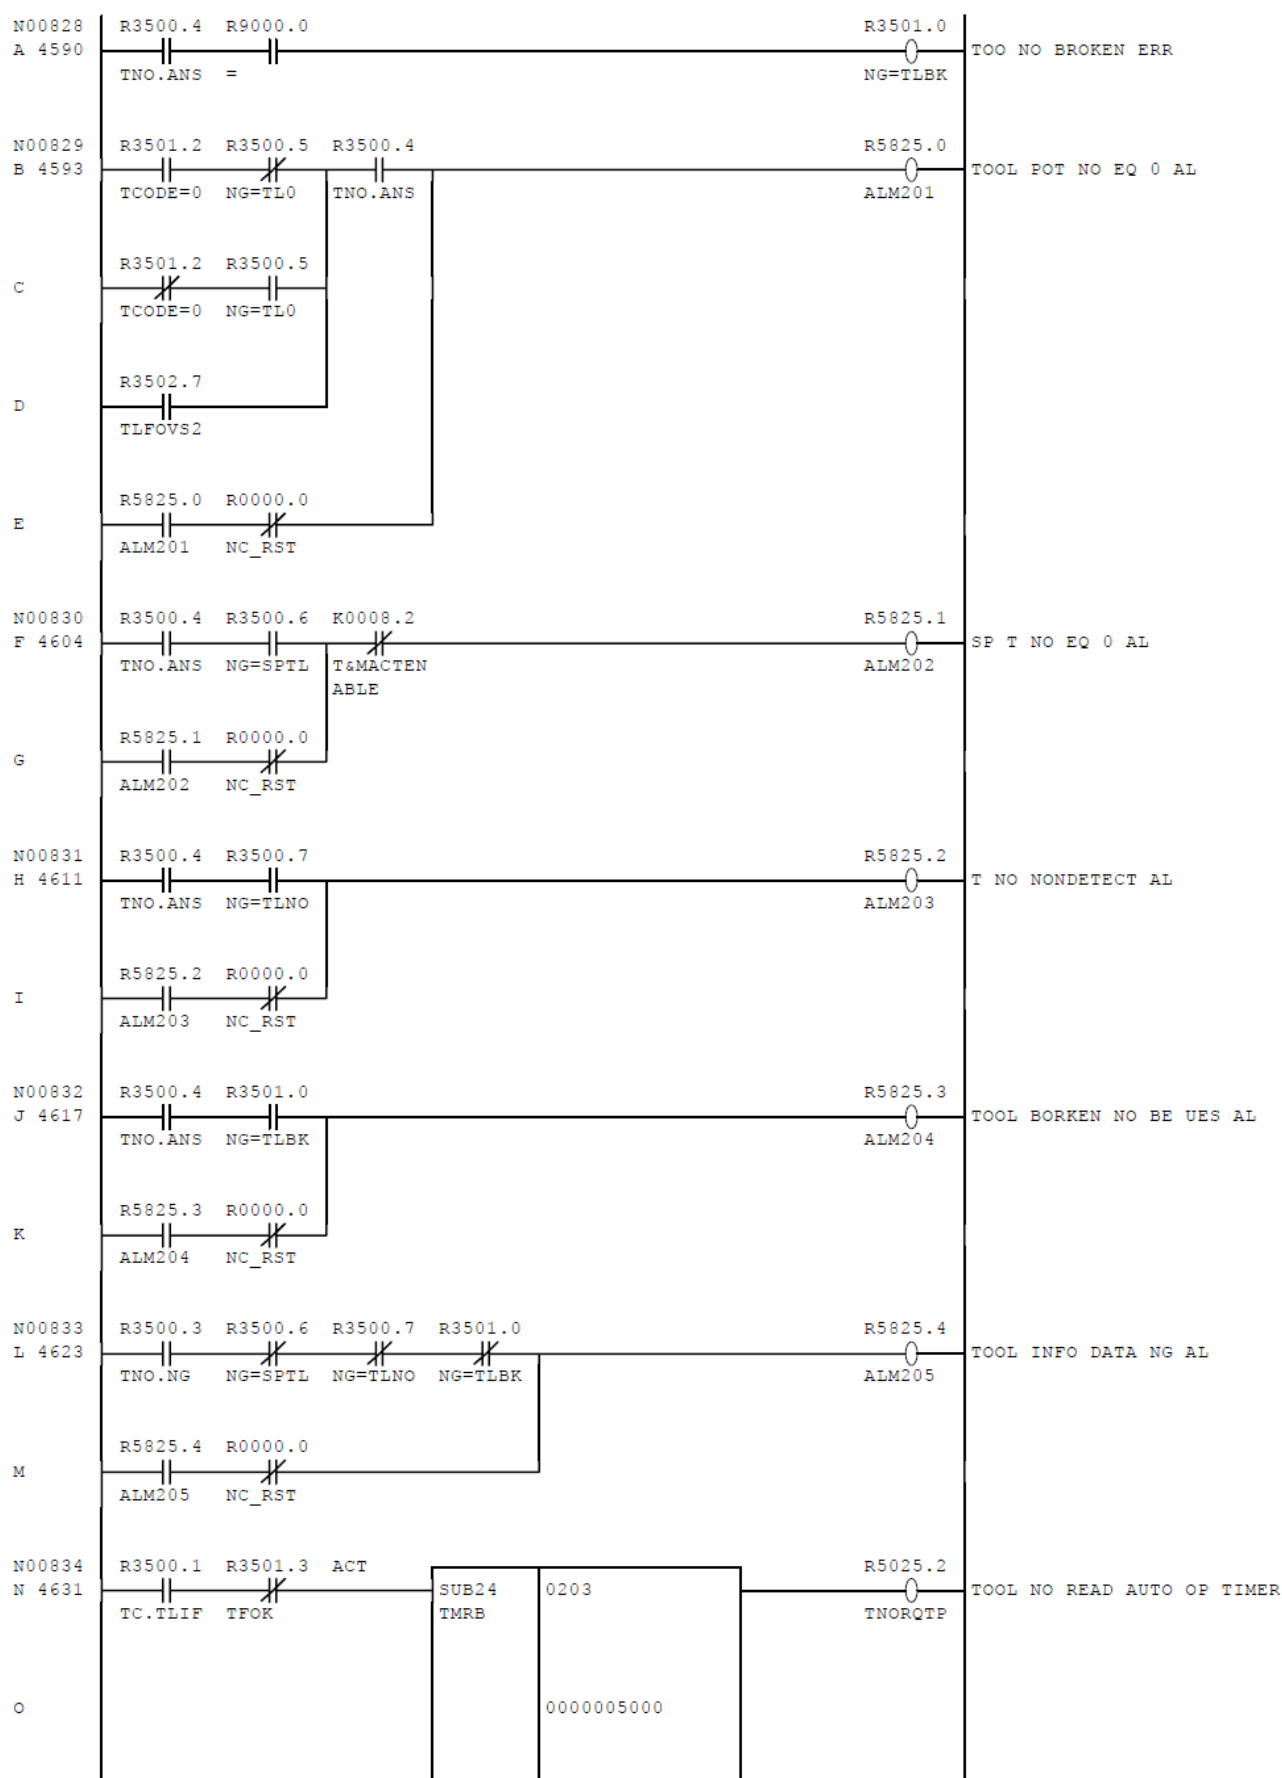 N00828 R3500.4 R9000.0 R3501.0
A 4590 TOO NO BROKEN ERR
TNO.ANS = NG=TLBK
N00829 R3501.2 R3500.5 R3500.4 R5825.0
B 4593 TOOL POT NO EQ 0 AL
TCODE=0 NG=TL0 TNO.ANS ALM201
R3501.2 R3500.5
C
TCODE=0 NG=TL0
R3502.7
D
TLFOVS2
R5825.0 R0000.0
E
ALM201 NC_RST
N00830 R3500.4 R3500.6 K0008.2 R5825.1
F 4604 SP T NO EQ 0 AL
TNO.ANS NG=SPTL T&MACTEN ALM202
ABLE
R5825.1 R0000.0
G
ALM202 NC_RST
N00831 R3500.4 R3500.7 R5825.2
H 4611 T NO NONDETECT AL
TNO.ANS NG=TLNO ALM203
R5825.2 R0000.0
I
ALM203 NC_RST
N00832 R3500.4 R3501.0 R5825.3
J 4617 TOOL BORKEN NO BE UES AL
TNO.ANS NG=TLBK ALM204
R5825.3 R0000.0
K
ALM204 NC_RST
N00833 R3500.3 R3500.6 R3500.7 R3501.0 R5825.4
L 4623 TOOL INFO DATA NG AL
TNO.NG NG=SPTL NG=TLNO NG=TLBK ALM205
R5825.4 R0000.0
M
ALM205 NC_RST
N00834 R3500.1 R3501.3 ACT R5025.2
N 4631 SUB24 0203 TOOL NO READ AUTO OP TIMER
TC.TLIF TFOK TMRB TNORQTP
O 0000005000